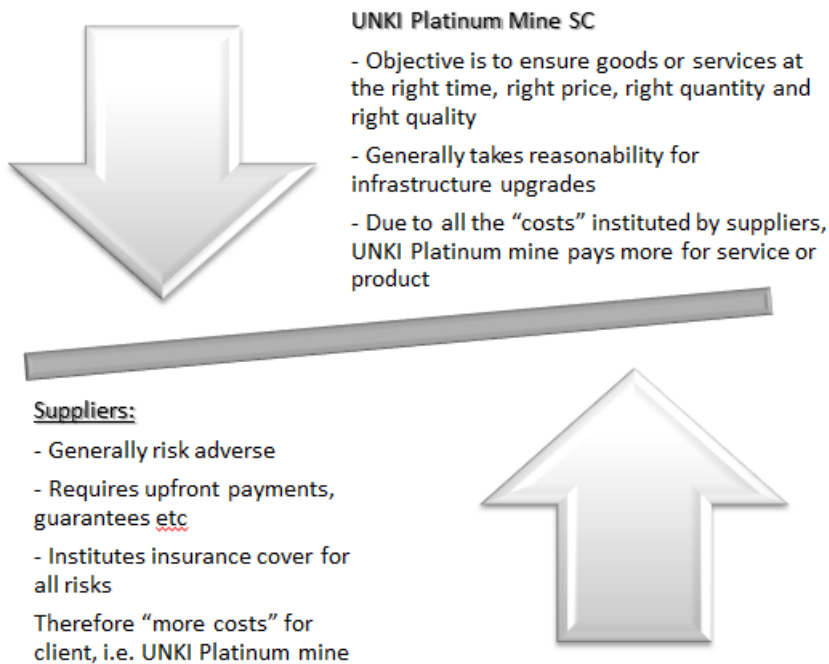 UNKI Platinum Mine SC
- Objective is to ensure goods or services at
the right time, right price, right quantity and
right quality
- Generally takes reasonability for
infrastructure upgrades
- Due to all the “costs” instituted by suppliers,
UNKI Platinum mine pays more for service or
product
Suppliers:
- Generally risk adverse
- Requires upfront payments,
guarantees etc
- Institutes insurance cover for
all risks
Therefore “more costs” for
client, i.e. UNKI Platinum mine